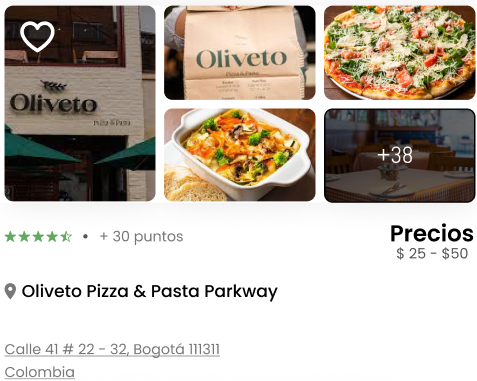 Oliveto
Pizza & Pasta
Oliveto
Pizza & Pasta
+38
+ 30 puntos
Precios
$ 25 - $50
Oliveto Pizza & Pasta Parkway
Calle 41 # 22 - 32, Bogotá 111311
Colombia